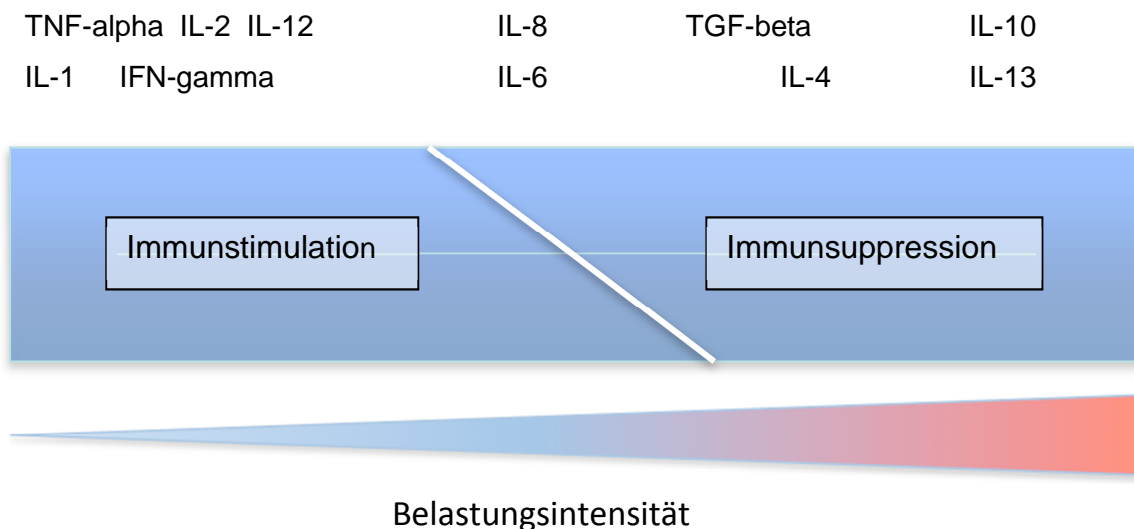 TNF-alpha IL-2 IL-12 IL-8 TGF-beta IL-10
IL-1 IFN-gamma IL-6 IL-4 IL-13
Immunstimulation Immunsuppression
Belastungsintensität